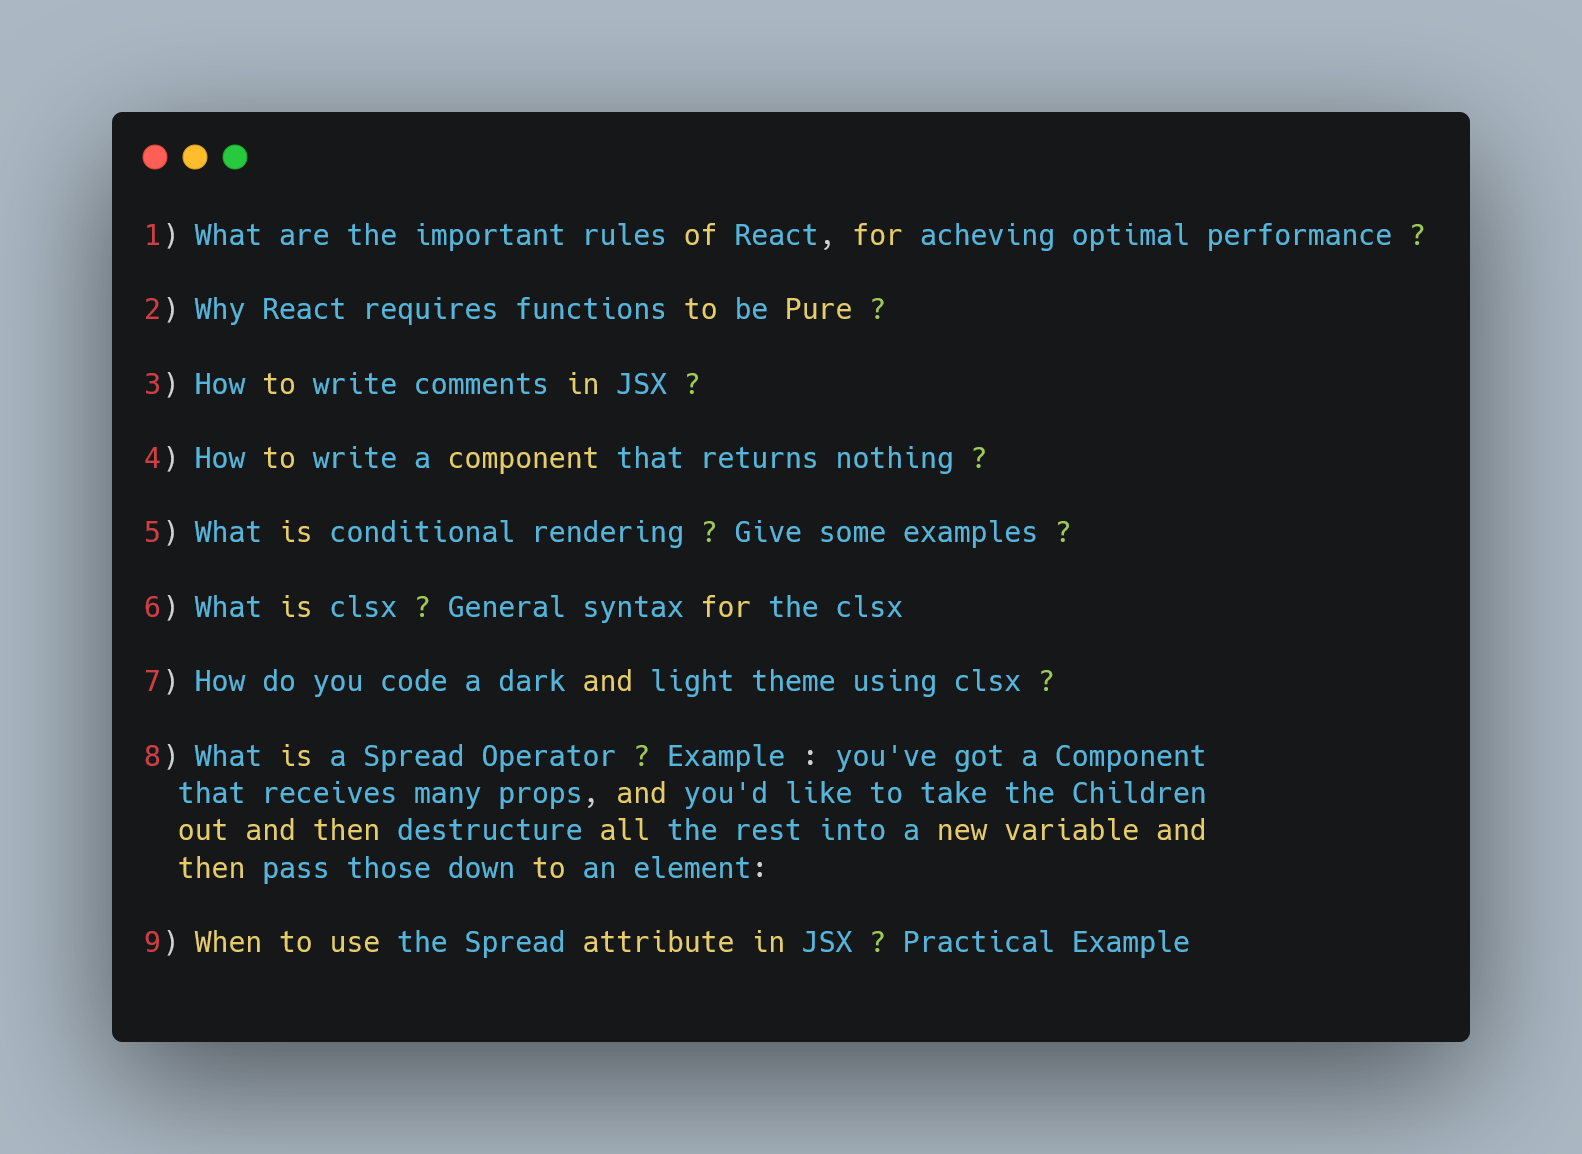 1) What are the important rules of React, for acheving optimal performance ?
2) Why React requires functions to be Pure ?
3) How to write comments in JSX ?
4) How to write a component that returns nothing ?
5) What is conditional rendering ? Give some examples ?
6) What is clsx ? General syntax for the clsx
7) How do you code a dark and light theme using clsx ?
8) What is a Spread Operator ? Example : you've got a Component
that receives many props, and you'd like to take the Children
out and then destructure all the rest into a new variable and
then pass those down to an element:
9) When to use the Spread attribute in JSX ? Practical Example